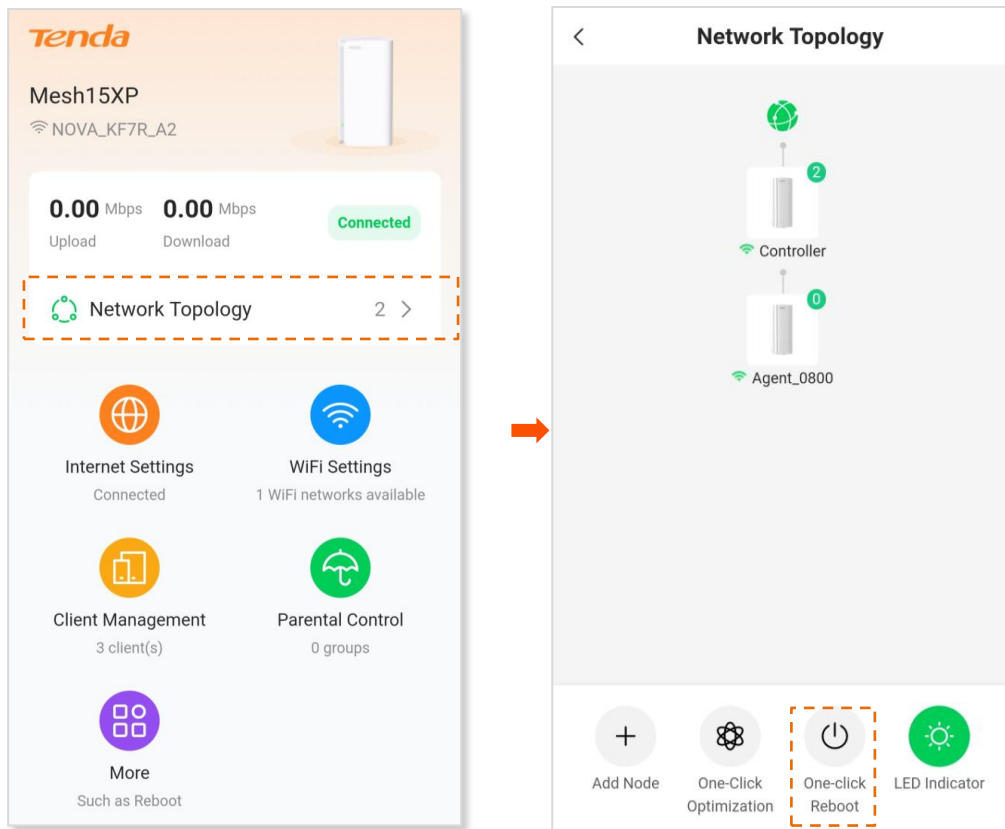 Tenda
Mesh15XP
NOVA_KF7R_A2
0.00 Mbps 0.00 Mbps
Upload Download
Connected
Network Topology 2
Internet Settings
Connected
WiFi Settings
1 WiFi networks available
Client Management
3 client(s)
Parental Control
0 groups
More
Such as Reboot
Network Topology
2
Controller
0
Agent_0800
Add Node
One-Click
Optimization
One-click
Reboot
LED Indicator